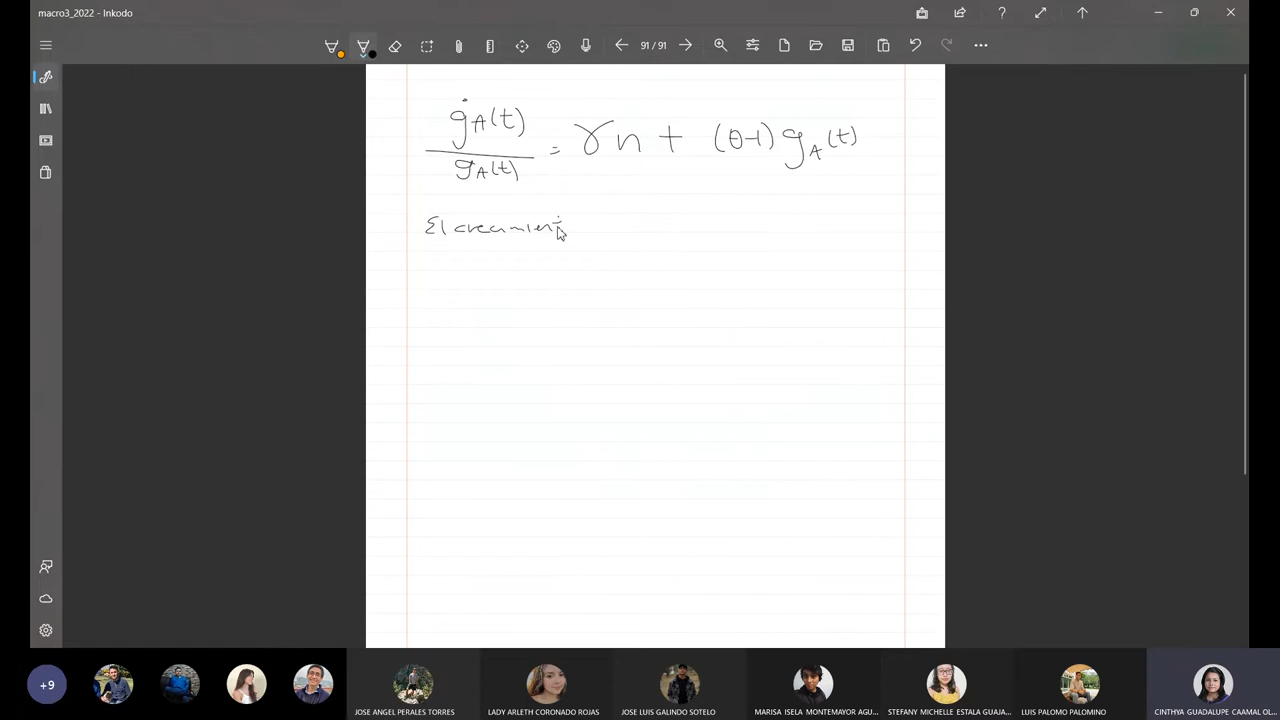 macro3_2022 - Inkodo
91 / 91
ġA(t)
gA(t)
= γn + (θ-1) gA(t)
El crecimient
+9
JOSE ANGEL PERALES TORRES
LADY ARLETH CORONADO ROJAS
JOSE LUIS GALINDO SOTELO
MARISA ISELA MONTEMAYOR AGU...
STEFANY MICHELLE ESTALA GUAJA...
LUIS PALOMO PALOMINO
CINTHYA GUADALUPE CAAMAL OL...